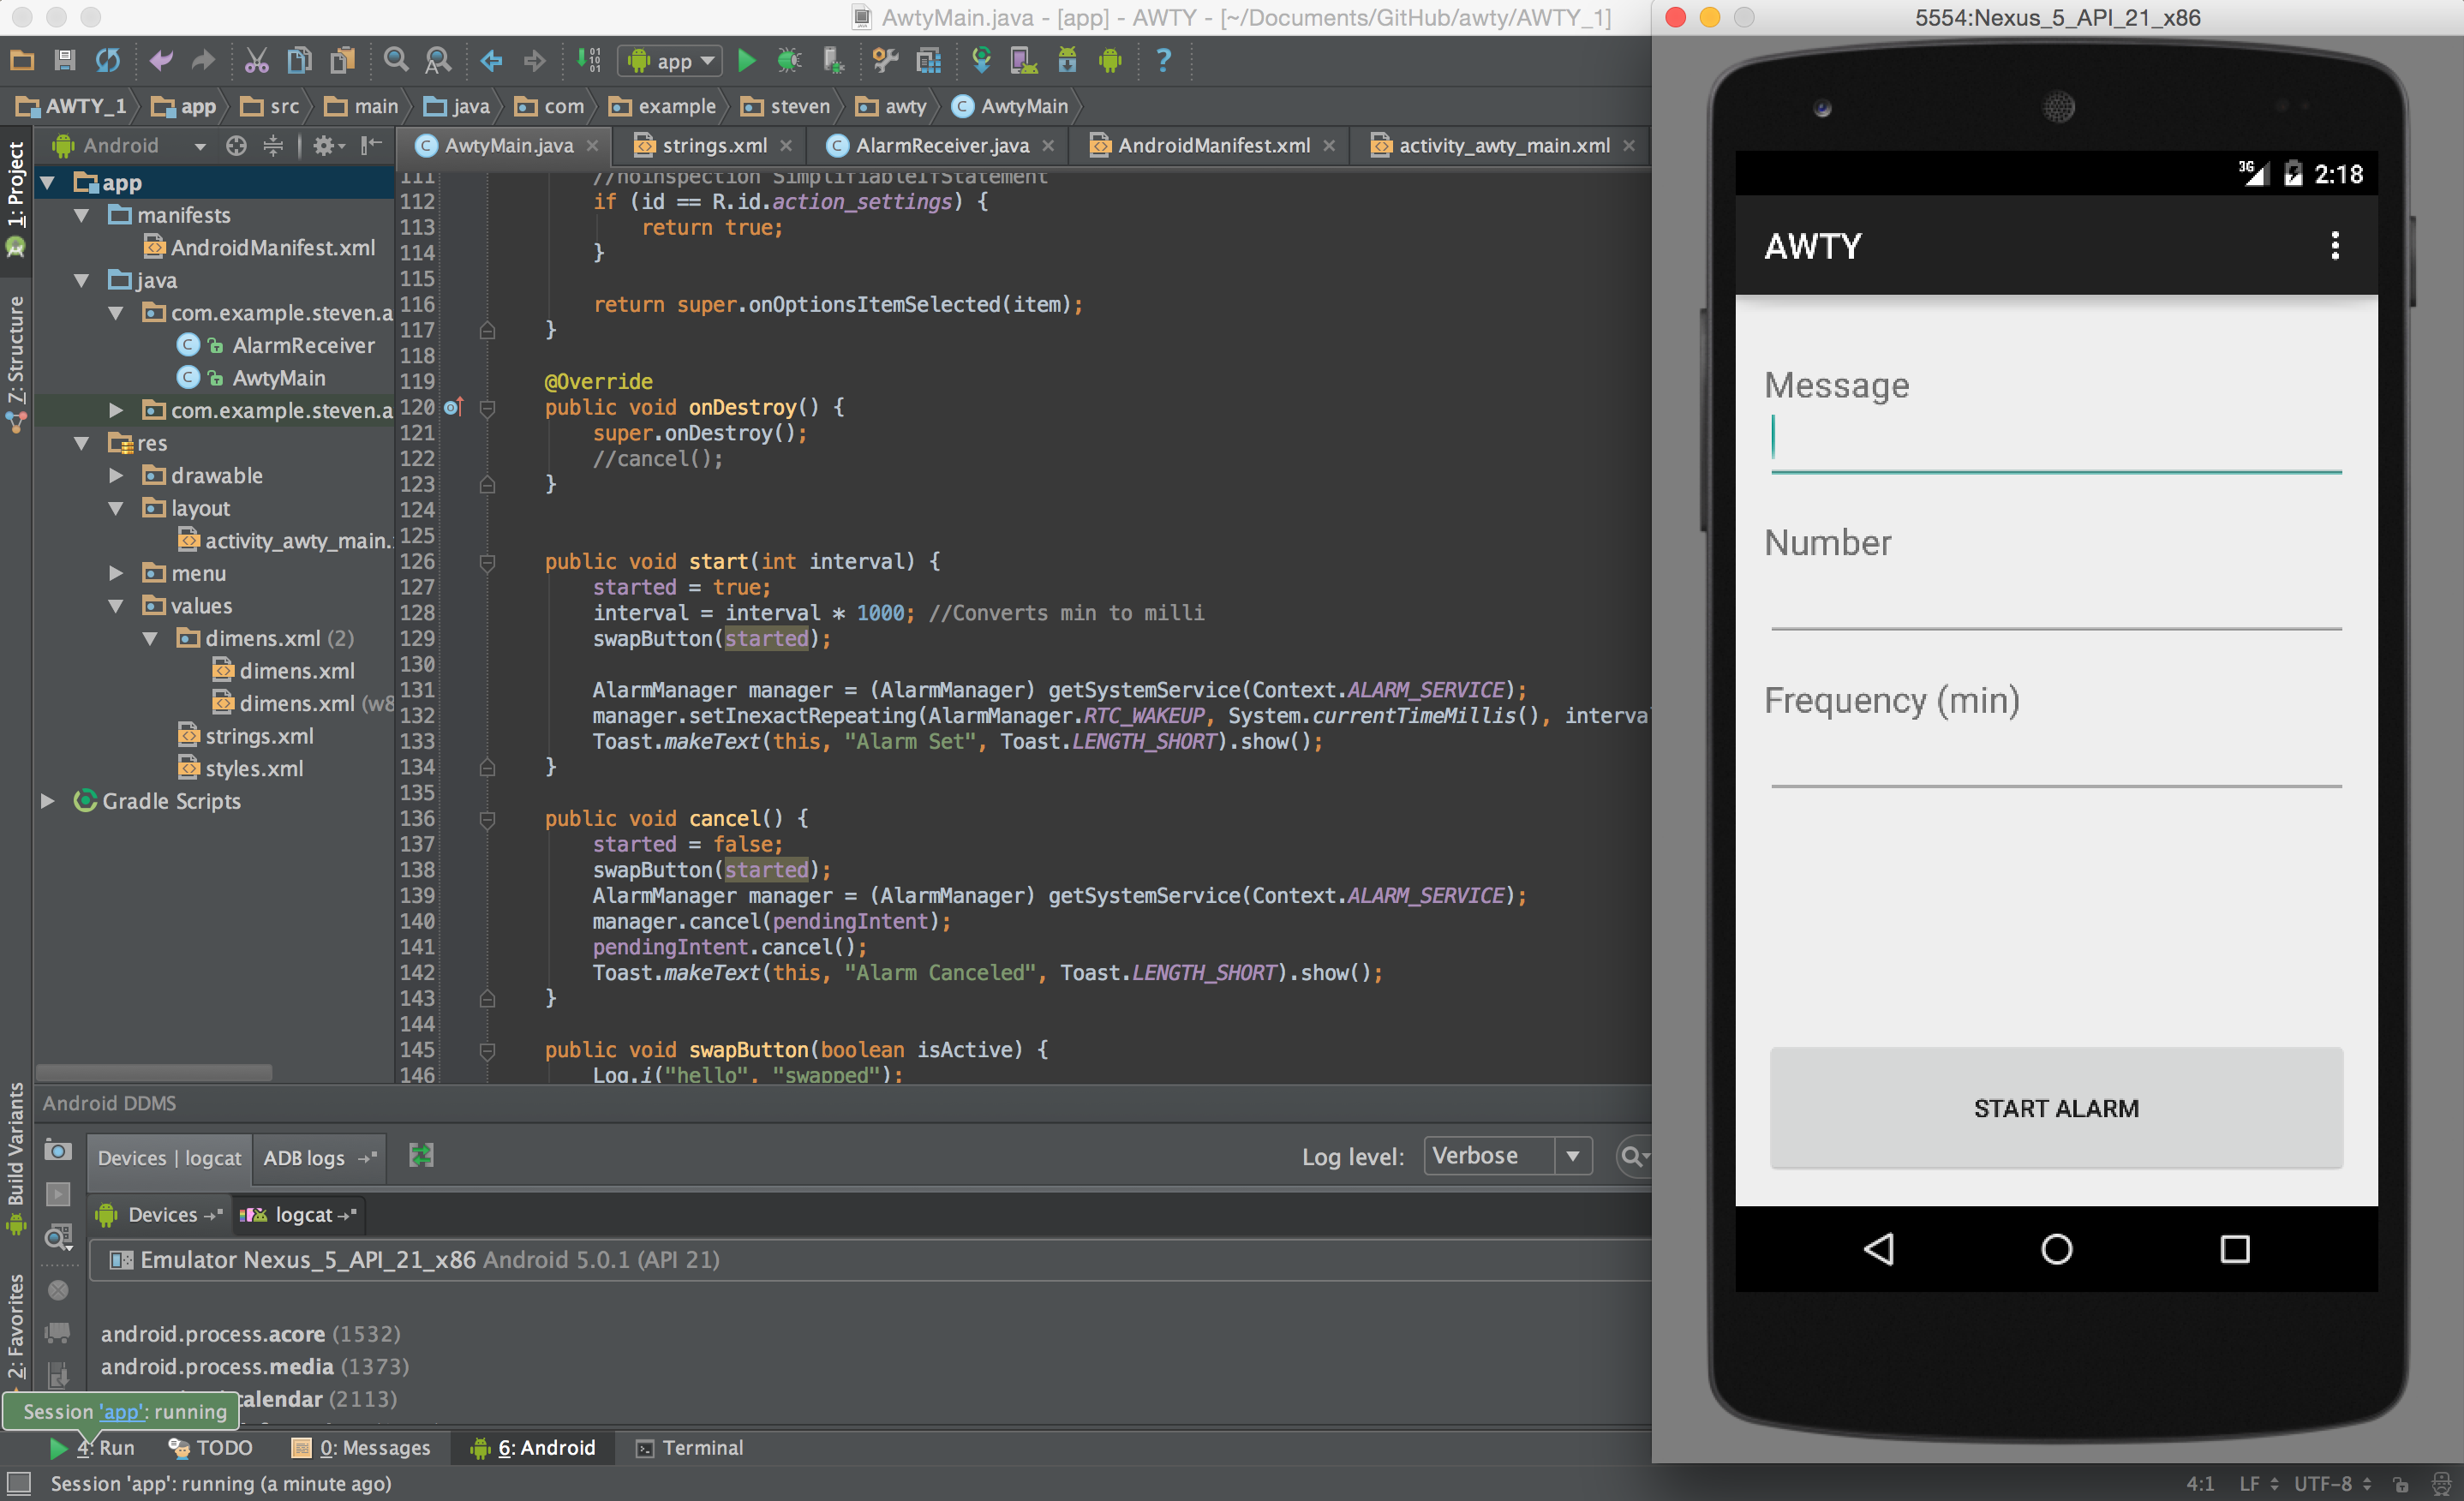 AwtyMain.java - [app] - AWTY - [~/Documents/GitHub/awty/AWTY_1]
5554:Nexus_5_API_21_x86
app
AWTY_1 app src main java com example steven awty AwtyMain
Android
AwtyMain.java strings.xml AlarmReceiver.java AndroidManifest.xml activity_awty_main.xml
1: Project
7: Structure
Build Variants
2: Favorites
app
manifests
AndroidManifest.xml
java
com.example.steven.a
AlarmReceiver
AwtyMain
com.example.steven.a
res
drawable
layout
activity_awty_main.
menu
values
dimens.xml (2)
dimens.xml
dimens.xml (w8
strings.xml
styles.xml
Gradle Scripts
111 //noinspection SimplifiableIfStatement
112 if (id == R.id.action_settings) {
113 return true;
114 }
115
116 return super.onOptionsItemSelected(item);
117 }
118
119 @Override
120 public void onDestroy() {
121 super.onDestroy();
122 //cancel();
123 }
124
125
126 public void start(int interval) {
127 started = true;
128 interval = interval * 1000; //Converts min to milli
129 swapButton(started);
130
131 AlarmManager manager = (AlarmManager) getSystemService(Context.ALARM_SERVICE);
132 manager.setInexactRepeating(AlarmManager.RTC_WAKEUP, System.currentTimeMillis(), interva
133 Toast.makeText(this, "Alarm Set", Toast.LENGTH_SHORT).show();
134 }
135
136 public void cancel() {
137 started = false;
138 swapButton(started);
139 AlarmManager manager = (AlarmManager) getSystemService(Context.ALARM_SERVICE);
140 manager.cancel(pendingIntent);
141 pendingIntent.cancel();
142 Toast.makeText(this, "Alarm Canceled", Toast.LENGTH_SHORT).show();
143 }
144
145 public void swapButton(boolean isActive) {
146 Log.i("hello", "swapped");
Android DDMS
Devices | logcat ADB logs Log level: Verbose
Devices logcat
Emulator Nexus_5_API_21_x86 Android 5.0.1 (API 21)
android.process.acore (1532)
android.process.media (1373)
calendar (2113)
Session 'app': running
4: Run TODO 0: Messages 6: Android Terminal
Session 'app': running (a minute ago)
4:1 LF UTF-8
3G 2:18
AWTY
Message
Number
Frequency (min)
START ALARM